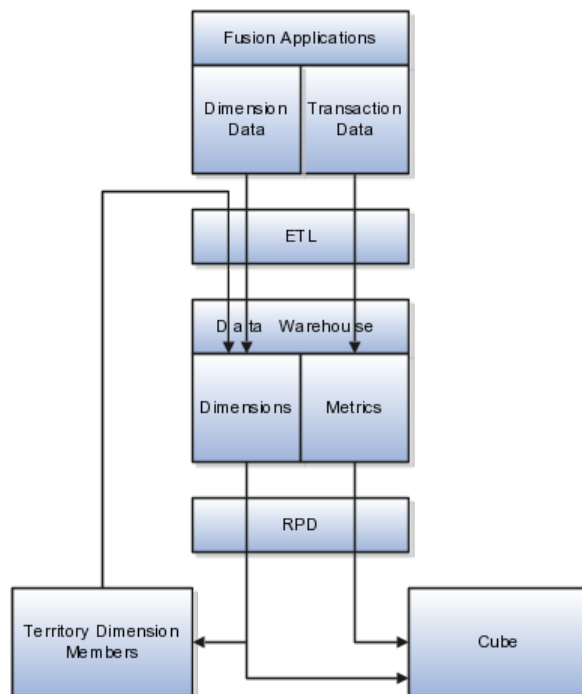 Fusion Applications
Dimension
Data
Transaction
Data
ETL
Data Warehouse
Dimensions
Metrics
RPD
Territory Dimension
Members
Cube